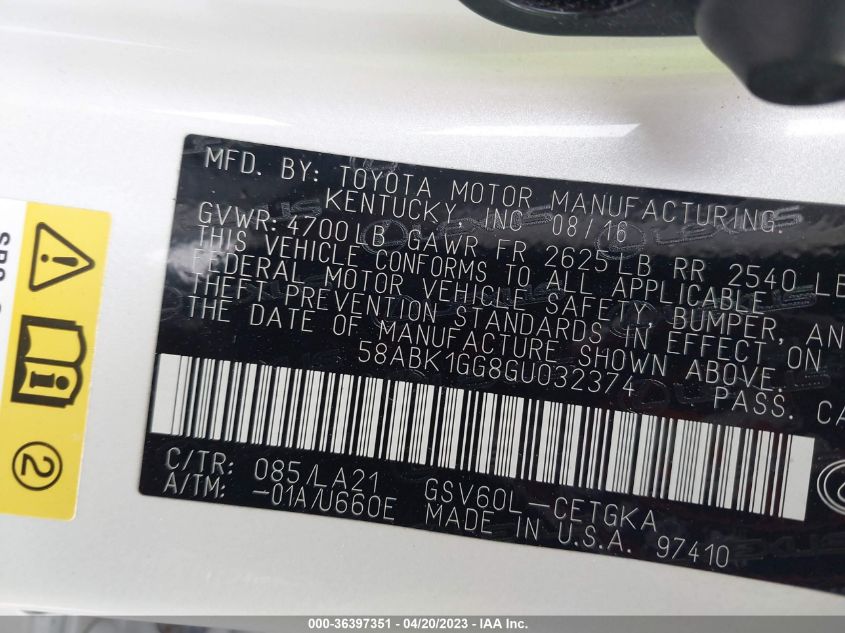 MFD. BY: TOYOTA MOTOR MANUFACTURING.
KENTUCKY, INC 08/16
GVWR: 4700LB GAWR FR 2625LB RR 2540 LB
THIS VEHICLE CONFORMS TO ALL APPLICABLE
FEDERAL MOTOR VEHICLE SAFETY, BUMPER, AN
THEFT PREVENTION STANDARDS IN EFFECT ON
THE DATE OF MANUFACTURE SHOWN ABOVE.
58ABK1GG8GU032374 PASS. CA
C/TR: 085/LA21 GSV60L-CETGKA
A/TM: -01A/U660E MADE IN U.S.A. 97410
LEXUS
2
000-36397351 | 04/20/2023 – IAA Inc.